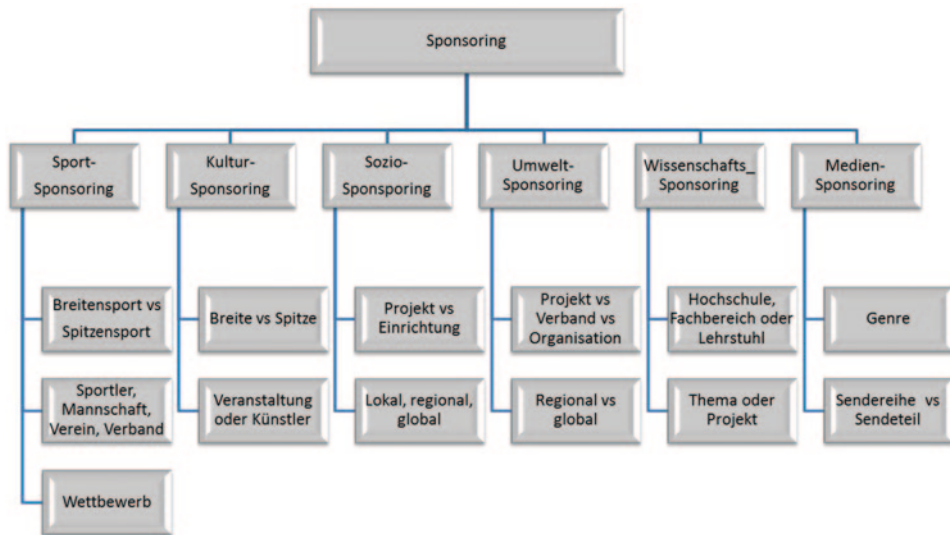 Sponsoring
Sport-
Sponsoring
Kultur-
Sponsoring
Sozio-
Sponsporing
Umwelt-
Sponsoring
Wissenschafts_
Sponsoring
Medien-
Sponsoring
Breitensport vs
Spitzensport
Breite vs Spitze
Projekt vs
Einrichtung
Projekt vs
Verband vs
Organisation
Hochschule,
Fachbereich oder
Lehrstuhl
Genre
Sportler,
Mannschaft,
Verein, Verband
Veranstaltung
oder Künstler
Lokal, regional,
global
Regional vs
global
Thema oder
Projekt
Sendereihe vs
Sendeteil
Wettbewerb